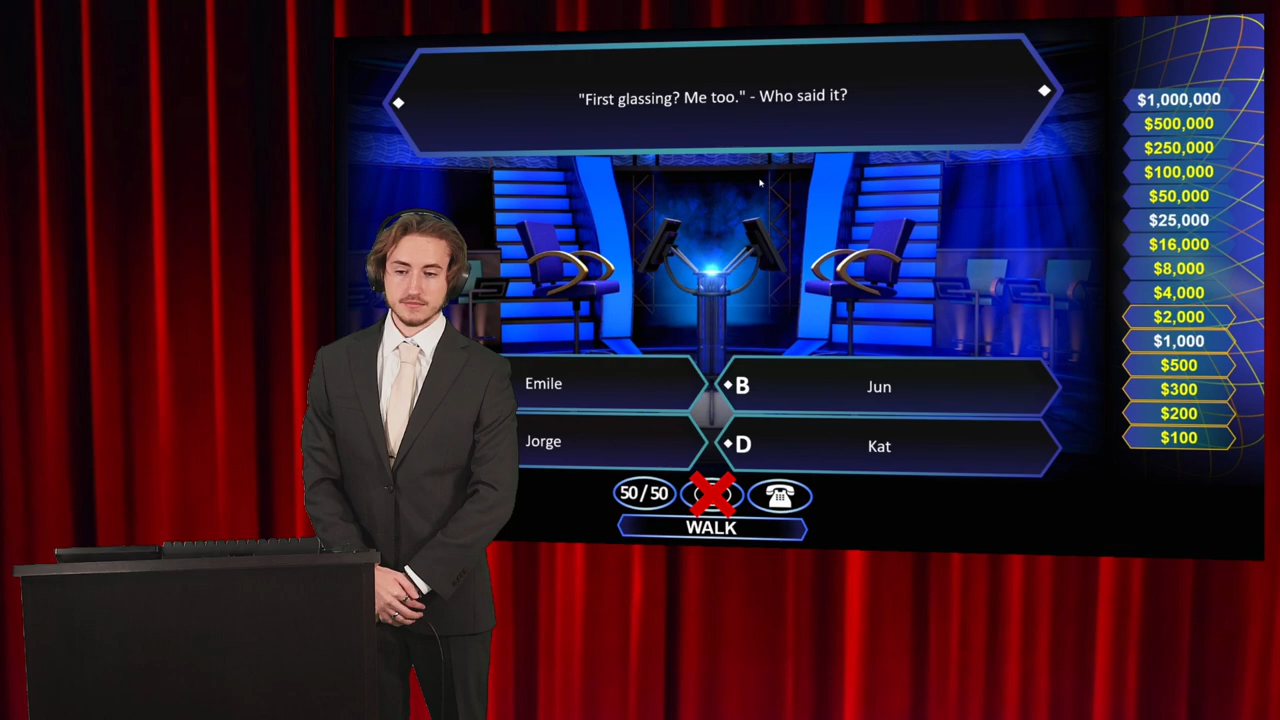 "First glassing? Me too." - Who said it?
$1,000,000
$500,000
$250,000
$100,000
$50,000
$25,000
$16,000
$8,000
$4,000
$2,000
$1,000
$500
$300
$200
$100
Emile
B Jun
Jorge
D Kat
50/50
WALK